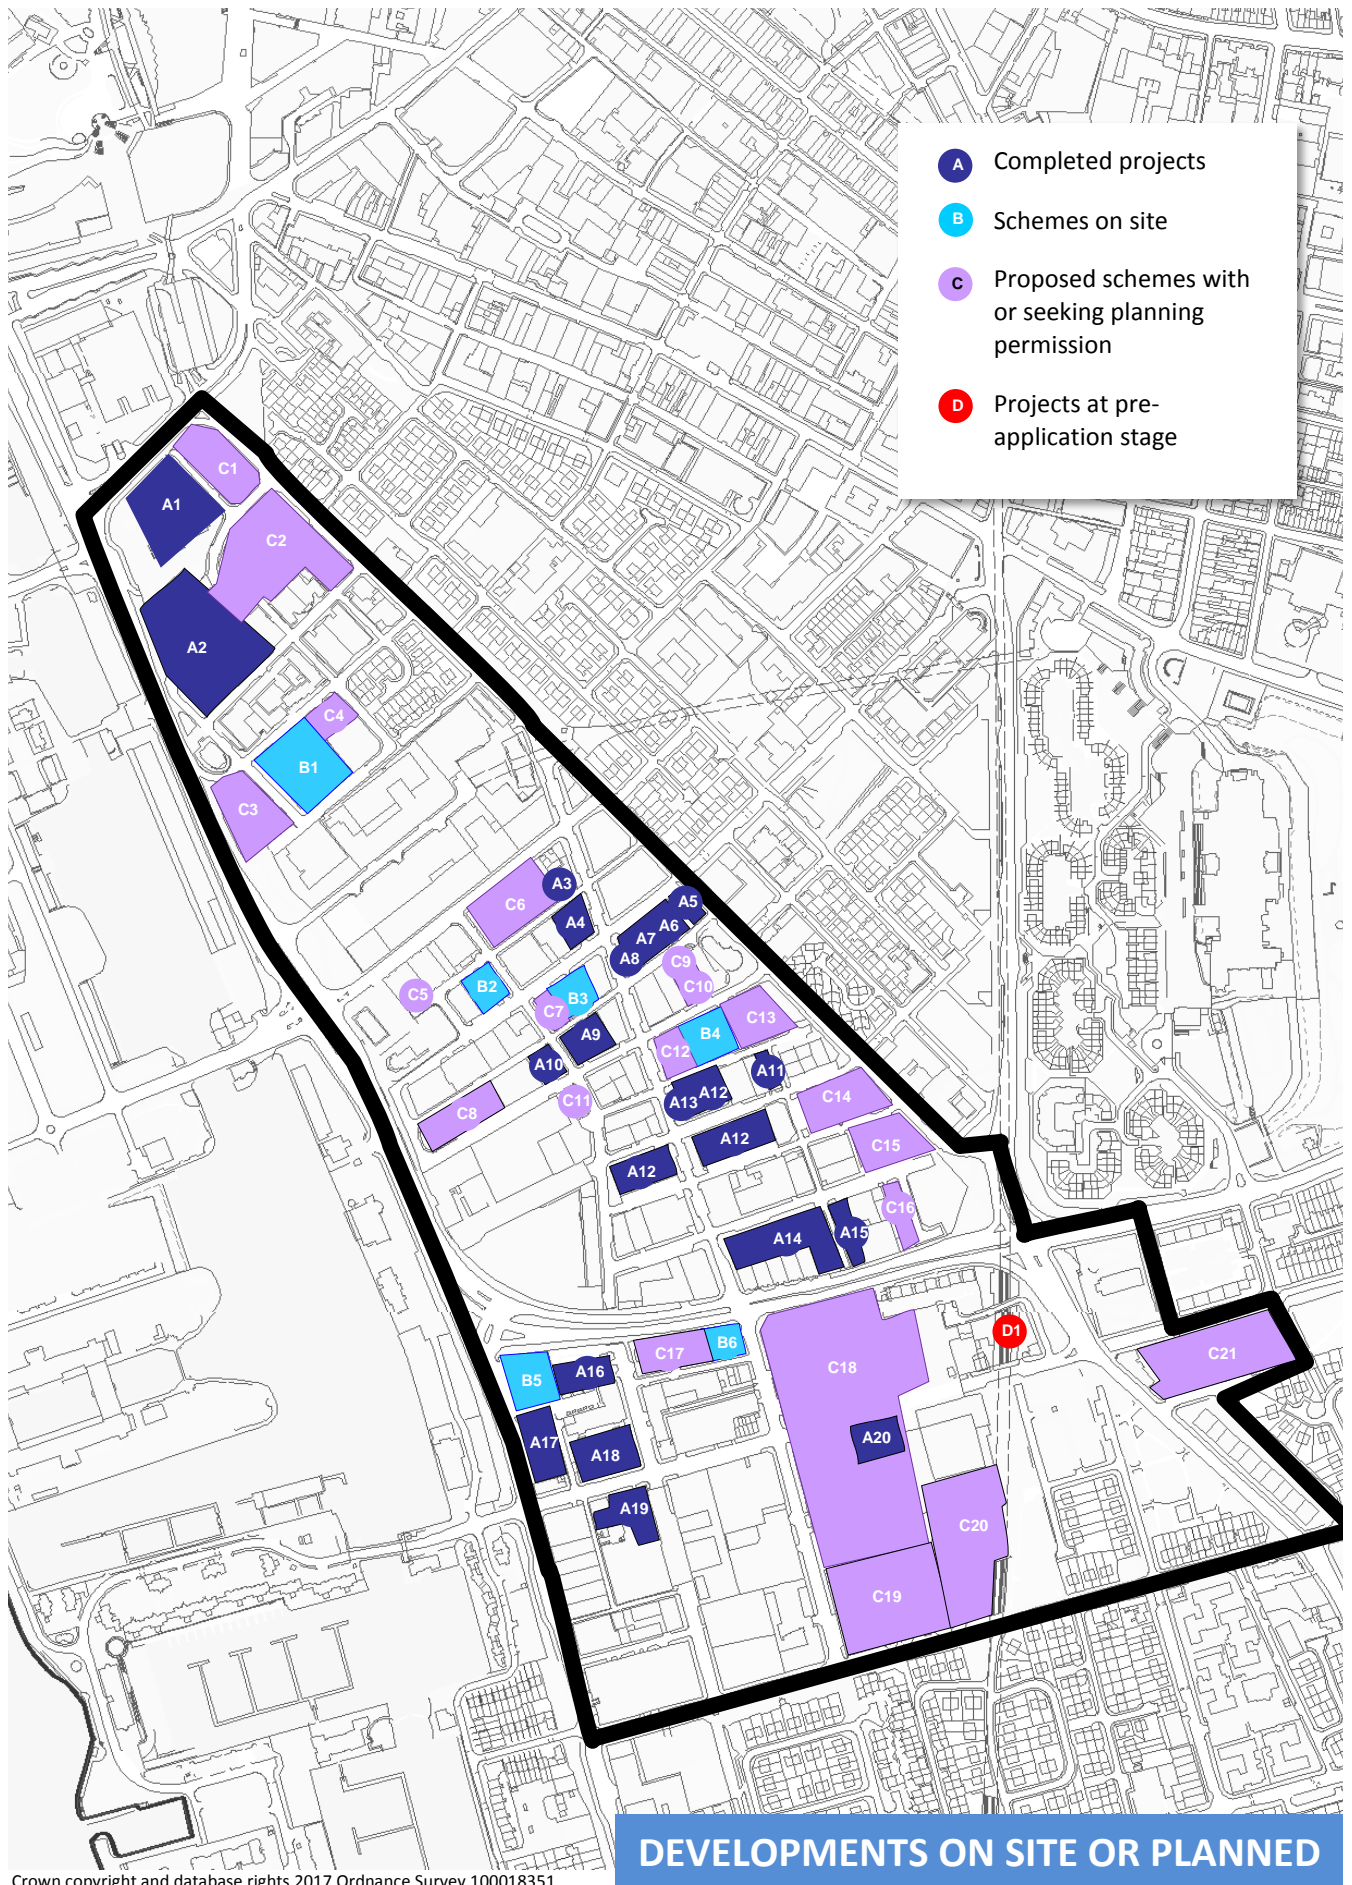 A Completed projects
B Schemes on site
C Proposed schemes with
or seeking planning
permission
D Projects at pre-
application stage
C1
A1
C2
A2
C4
B1
C3
A3
C6
A4
A5
A6
A7
A8
C9
C10
B2
C5
B3
C7
A9
C13
B4
C12
A10
A11
A12
A13
C8
C11
C14
A12
C15
A12
C16
A14
A15
D1
B6
C17
C21
C18
B5
A16
A17
A20
A18
A19
C20
C19
DEVELOPMENTS ON SITE OR PLANNED
Crown copyright and database rights 2017 Ordnance Survey 100018351